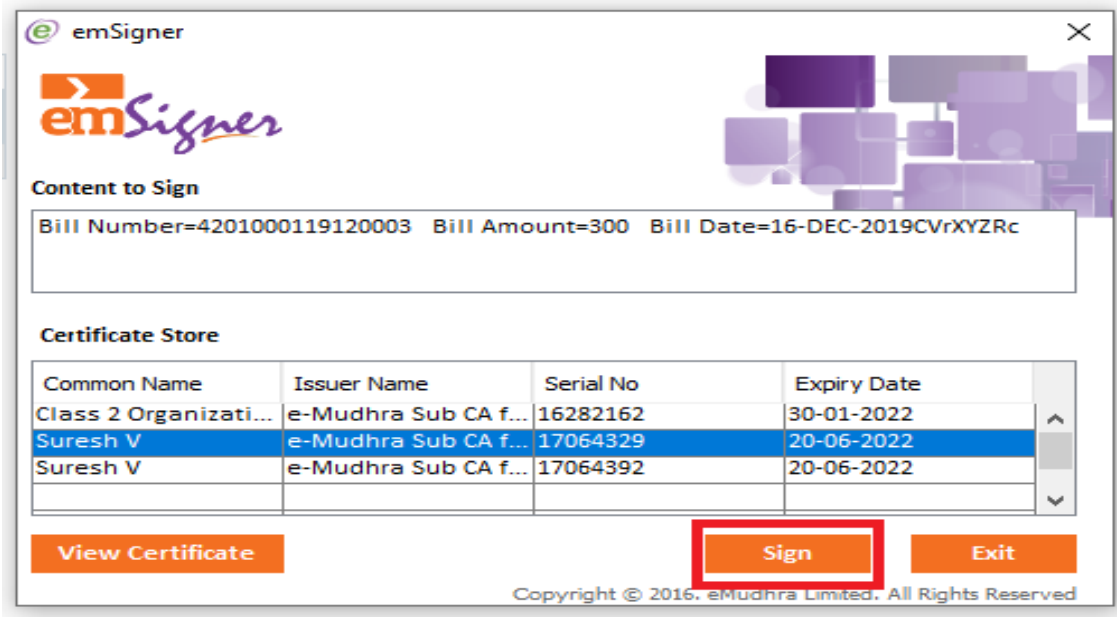 emSigner
emSigner
Content to Sign
Bill Number=4201000119120003 Bill Amount=300 Bill Date=16-DEC-2019CVrXYZRc
Certificate Store
Common Name Issuer Name Serial No Expiry Date
Class 2 Organizati... e-Mudhra Sub CA f... 16282162 30-01-2022
Suresh V e-Mudhra Sub CA f... 17064329 20-06-2022
Suresh V e-Mudhra Sub CA f... 17064392 20-06-2022
View Certificate Sign Exit
Copyright © 2016. eMudhra Limited. All Rights Reserved